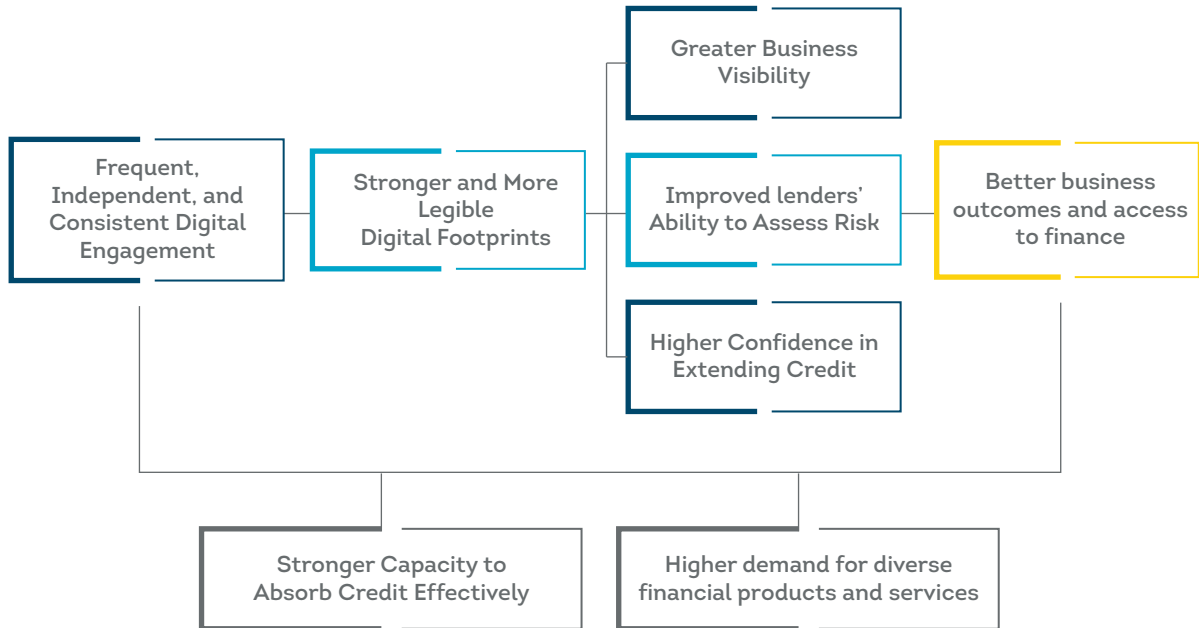 Frequent,
Independent, and
Consistent Digital
Engagement
Stronger and More
Legible
Digital Footprints
Greater Business
Visibility
Improved lenders'
Ability to Assess Risk
Higher Confidence in
Extending Credit
Better business
outcomes and access
to finance
Stronger Capacity to
Absorb Credit Effectively
Higher demand for diverse
financial products and services